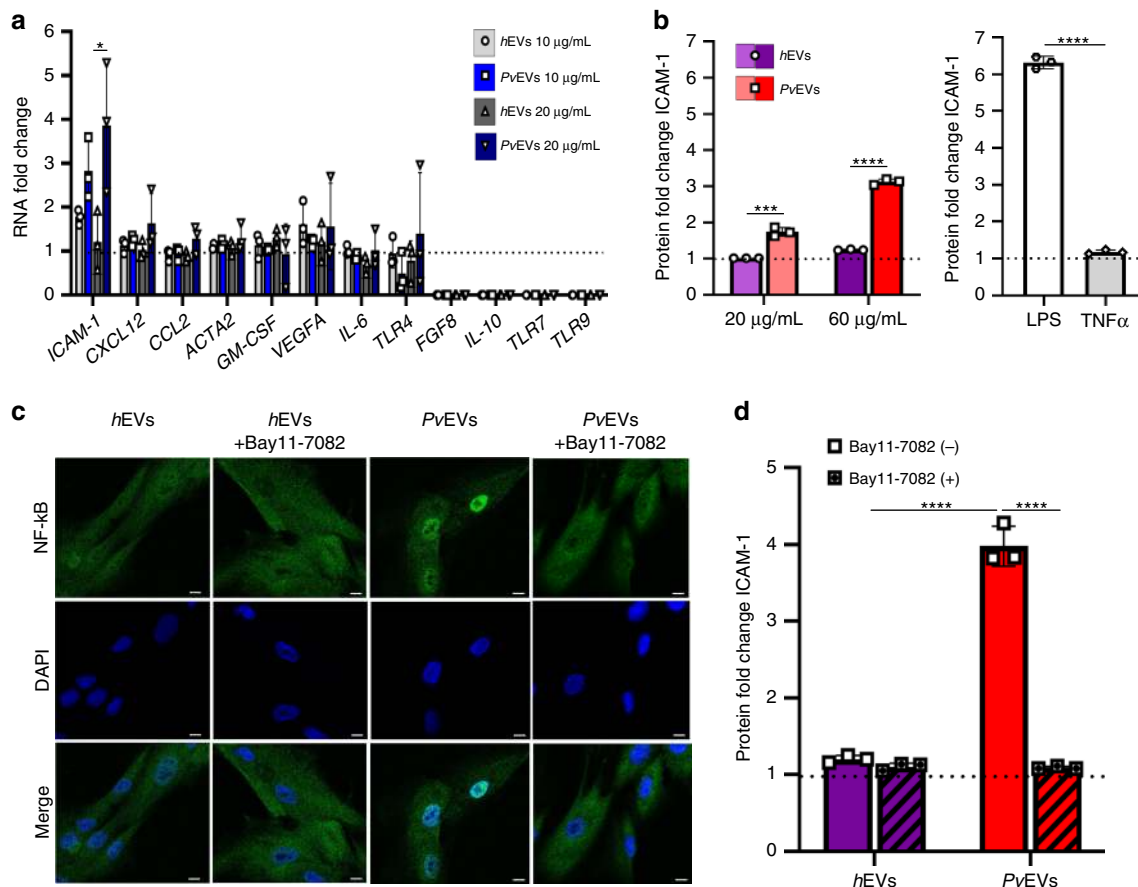 a
RNA fold change
6
5
4
3
2
1
0
*
hEVs 10 μg/mL
PvEVs 10 μg/mL
hEVs 20 μg/mL
PvEVs 20 μg/mL
ICAM-1
CXCL12
CCL2
ACTA2
GM-CSF
VEGFA
IL-6
TLR4
FGF8
IL-10
TLR7
TLR9
b
Protein fold change ICAM-1
7
6
5
4
3
2
1
0
hEVs
PvEVs
***
****
20 μg/mL
60 μg/mL
Protein fold change ICAM-1
7
6
5
4
3
2
1
0
****
LPS
TNFα
c
hEVs
hEVs
+Bay11-7082
PvEVs
PvEVs
+Bay11-7082
NF-kB
DAPI
Merge
d
Bay11-7082 (–)
Bay11-7082 (+)
Protein fold change ICAM-1
5
4
3
2
1
0
****
****
hEVs
PvEVs